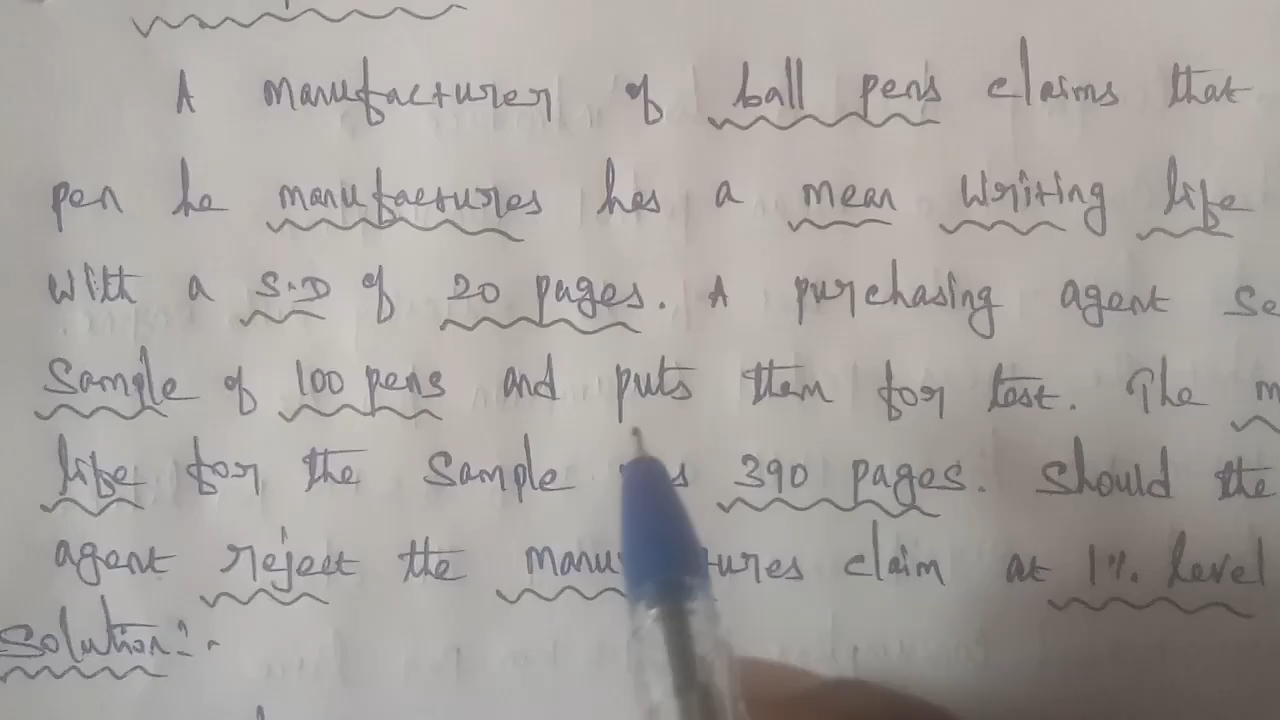 A manufacturer of ball pens claims that
pen he manufactures has a mean writing life
with a S.D of 20 pages. A purchasing agent se
Sample of 100 pens and puts them for test. The m
life for the Sample 390 pages. Should the
agent reject the claim at 1% level
Solution:-